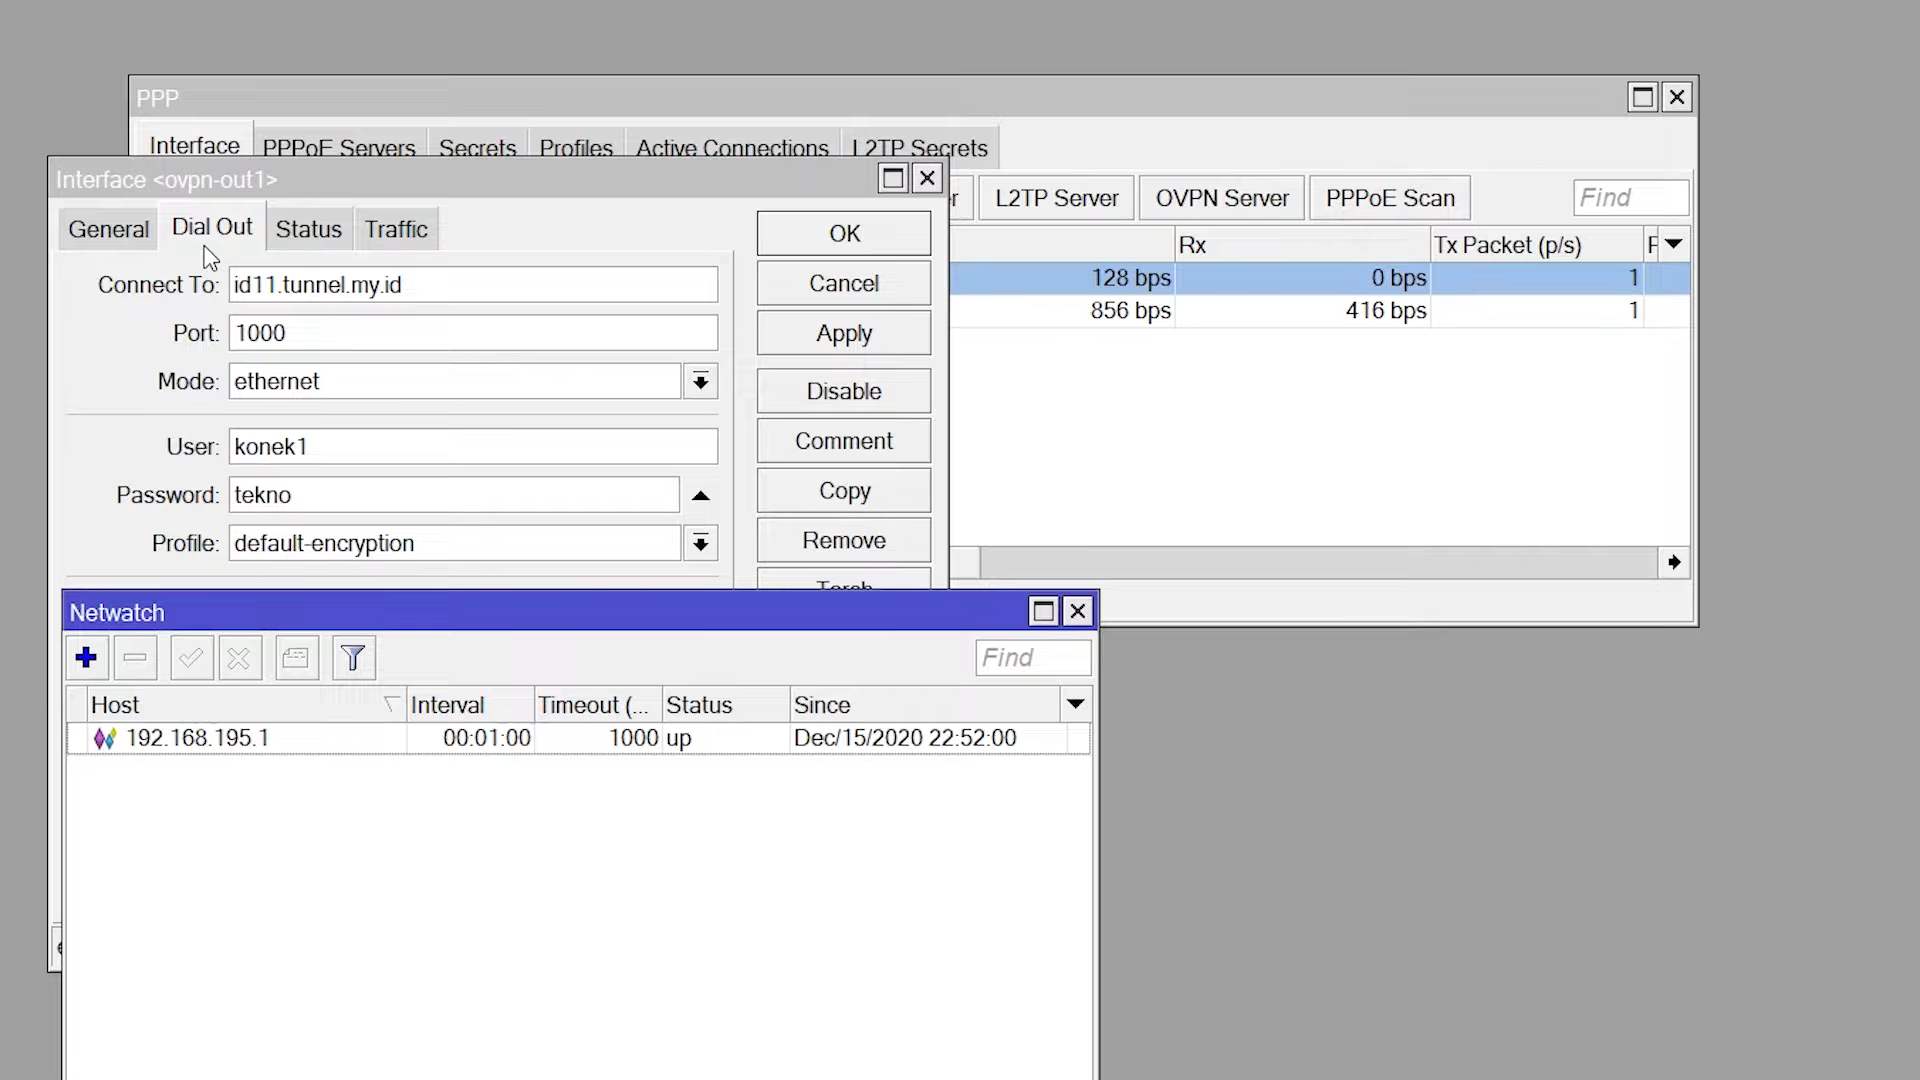 PPP
Interface PPPoE Servers Secrets Profiles Active Connections L2TP Secrets
L2TP Server OVPN Server PPPoE Scan Find
Rx Tx Packet (p/s)
128 bps 0 bps 1
856 bps 416 bps 1
Interface <ovpn-out1>
General Dial Out Status Traffic
Connect To: id11.tunnel.my.id
Port: 1000
Mode: ethernet
User: konek1
Password: tekno
Profile: default-encryption
OK
Cancel
Apply
Disable
Comment
Copy
Remove
Torch
Netwatch
Find
Host Interval Timeout (... Status Since
192.168.195.1 00:01:00 1000 up Dec/15/2020 22:52:00